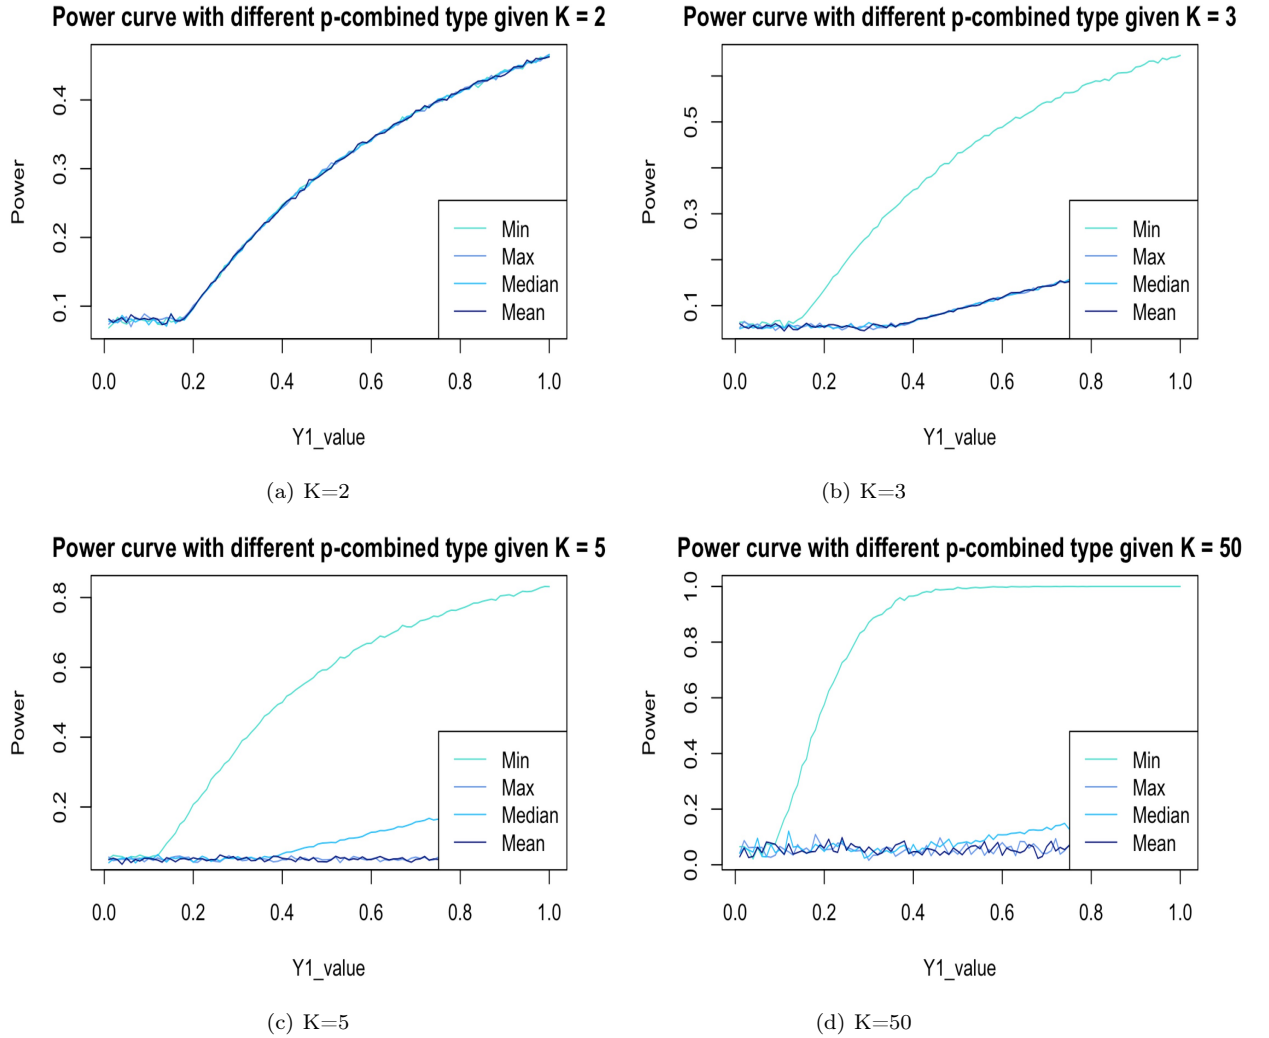 Power curve with different p-combined type given K = 2
Power
0.1 0.2 0.3 0.4
Min
Max
Median
Mean
0.0 0.2 0.4 0.6 0.8 1.0
Y1_value
(a) K=2
Power curve with different p-combined type given K = 3
Power
0.1 0.3 0.5
Min
Max
Median
Mean
0.0 0.2 0.4 0.6 0.8 1.0
Y1_value
(b) K=3
Power curve with different p-combined type given K = 5
Power
0.2 0.4 0.6 0.8
Min
Max
Median
Mean
0.0 0.2 0.4 0.6 0.8 1.0
Y1_value
(c) K=5
Power curve with different p-combined type given K = 50
Power
0.0 0.2 0.4 0.6 0.8 1.0
Min
Max
Median
Mean
0.0 0.2 0.4 0.6 0.8 1.0
Y1_value
(d) K=50